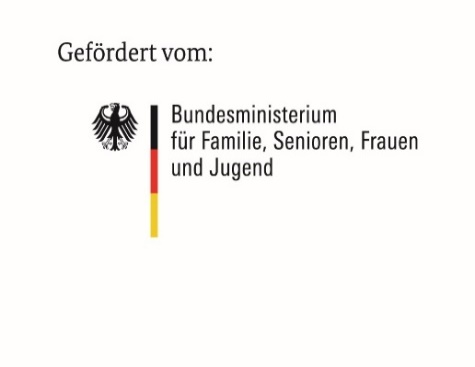 Gefördert vom:
Bundesministerium
für Familie, Senioren, Frauen
und Jugend